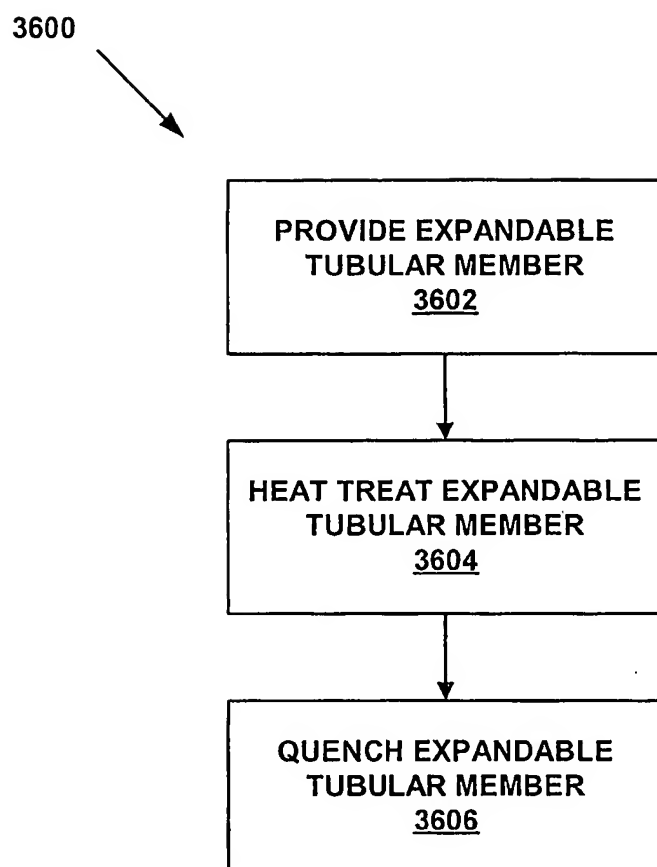 3600
PROVIDE EXPANDABLE
TUBULAR MEMBER
3602
HEAT TREAT EXPANDABLE
TUBULAR MEMBER
3604
QUENCH EXPANDABLE
TUBULAR MEMBER
3606